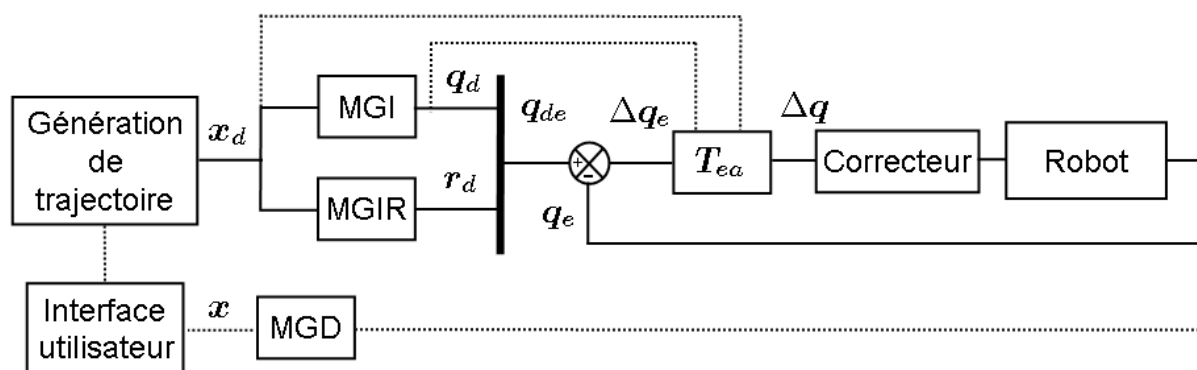 Génération
de
trajectoire
x_d
MGI
q_d
MGIR
r_d
q_de
+
-
q_e
Δq_e
T_ea
Δq
Correcteur
Robot
Interface
utilisateur
x
MGD